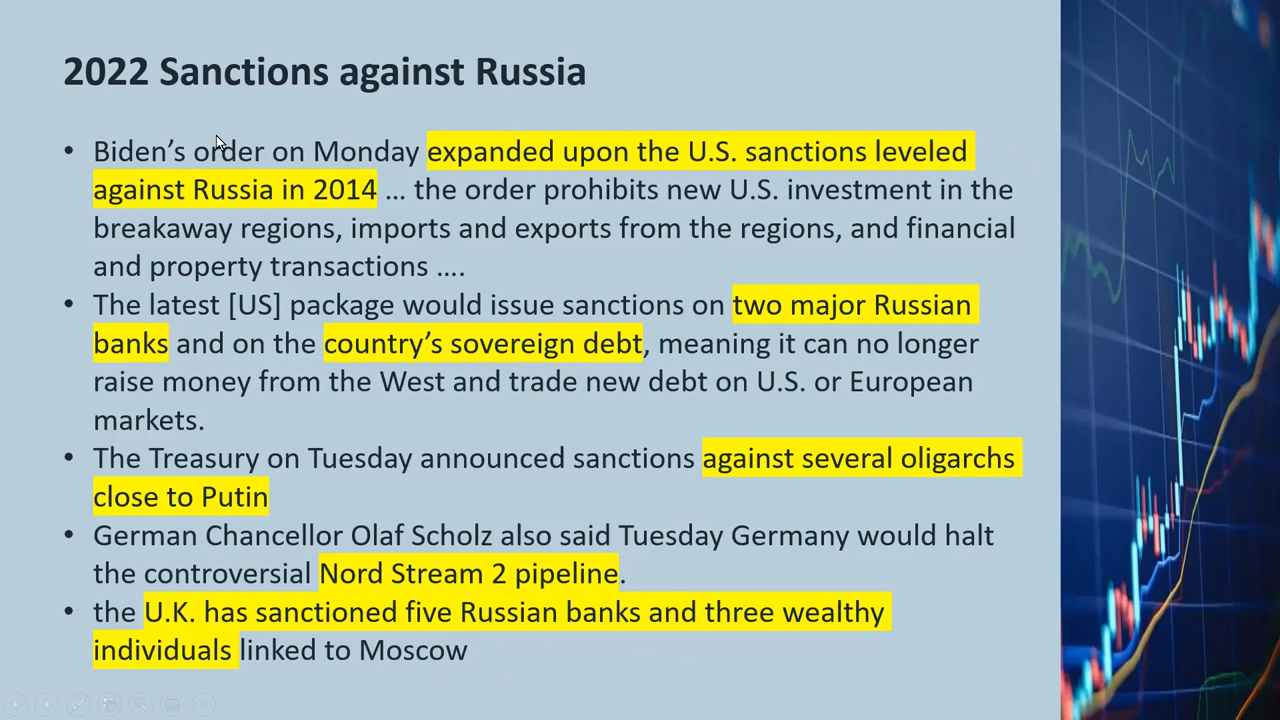 2022 Sanctions against Russia
• Biden’s order on Monday expanded upon the U.S. sanctions leveled
against Russia in 2014 … the order prohibits new U.S. investment in the
breakaway regions, imports and exports from the regions, and financial
and property transactions ….
• The latest [US] package would issue sanctions on two major Russian
banks and on the country’s sovereign debt, meaning it can no longer
raise money from the West and trade new debt on U.S. or European
markets.
• The Treasury on Tuesday announced sanctions against several oligarchs
close to Putin
• German Chancellor Olaf Scholz also said Tuesday Germany would halt
the controversial Nord Stream 2 pipeline.
• the U.K. has sanctioned five Russian banks and three wealthy
individuals linked to Moscow